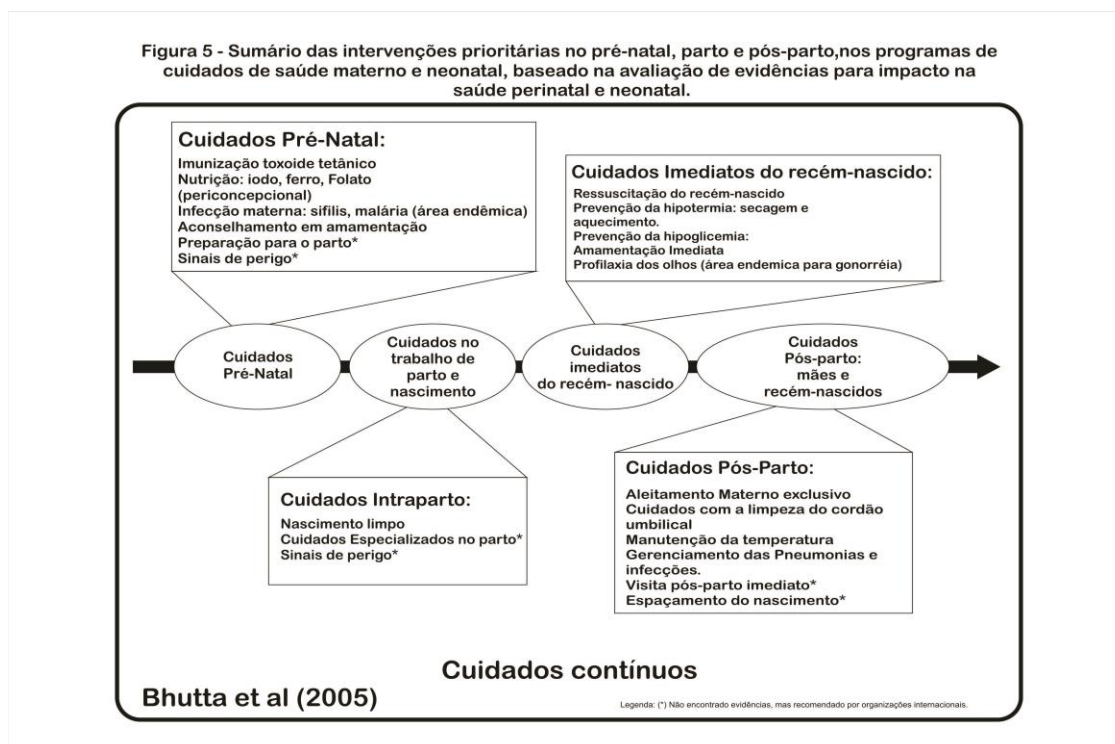 Figura 5 - Sumário das intervenções prioritárias no pré-natal, parto e pós-parto,nos programas de
cuidados de saúde materno e neonatal, baseado na avaliação de evidências para impacto na
saúde perinatal e neonatal.
Cuidados Pré-Natal:
Imunização toxoide tetânico
Nutrição: iodo, ferro, Folato
(periconcepcional)
Infecção materna: sifilis, malária (área endêmica)
Aconselhamento em amamentação
Preparação para o parto*
Sinais de perigo*
Cuidados Imediatos do recém-nascido:
Ressuscitação do recém-nascido
Prevenção da hipotermia: secagem e
aquecimento.
Prevenção da hipoglicemia:
Amamentação Imediata
Profilaxia dos olhos (área endemica para gonorréia)
Cuidados
Pré-Natal
Cuidados no
trabalho de
parto e
nascimento
Cuidados
imediatos
do recém- nascido
Cuidados
Pós-parto:
mães e
recém-nascidos
Cuidados Intraparto:
Nascimento limpo
Cuidados Especializados no parto*
Sinais de perigo*
Cuidados Pós-Parto:
Aleitamento Materno exclusivo
Cuidados com a limpeza do cordão
umbilical
Manutenção da temperatura
Gerenciamento das Pneumonias e
infecções.
Visita pós-parto imediato*
Espaçamento do nascimento*
Cuidados contínuos
Bhutta et al (2005)
Legenda: (*) Não encontrado evidências, mas recomendado por organizações internacionais.